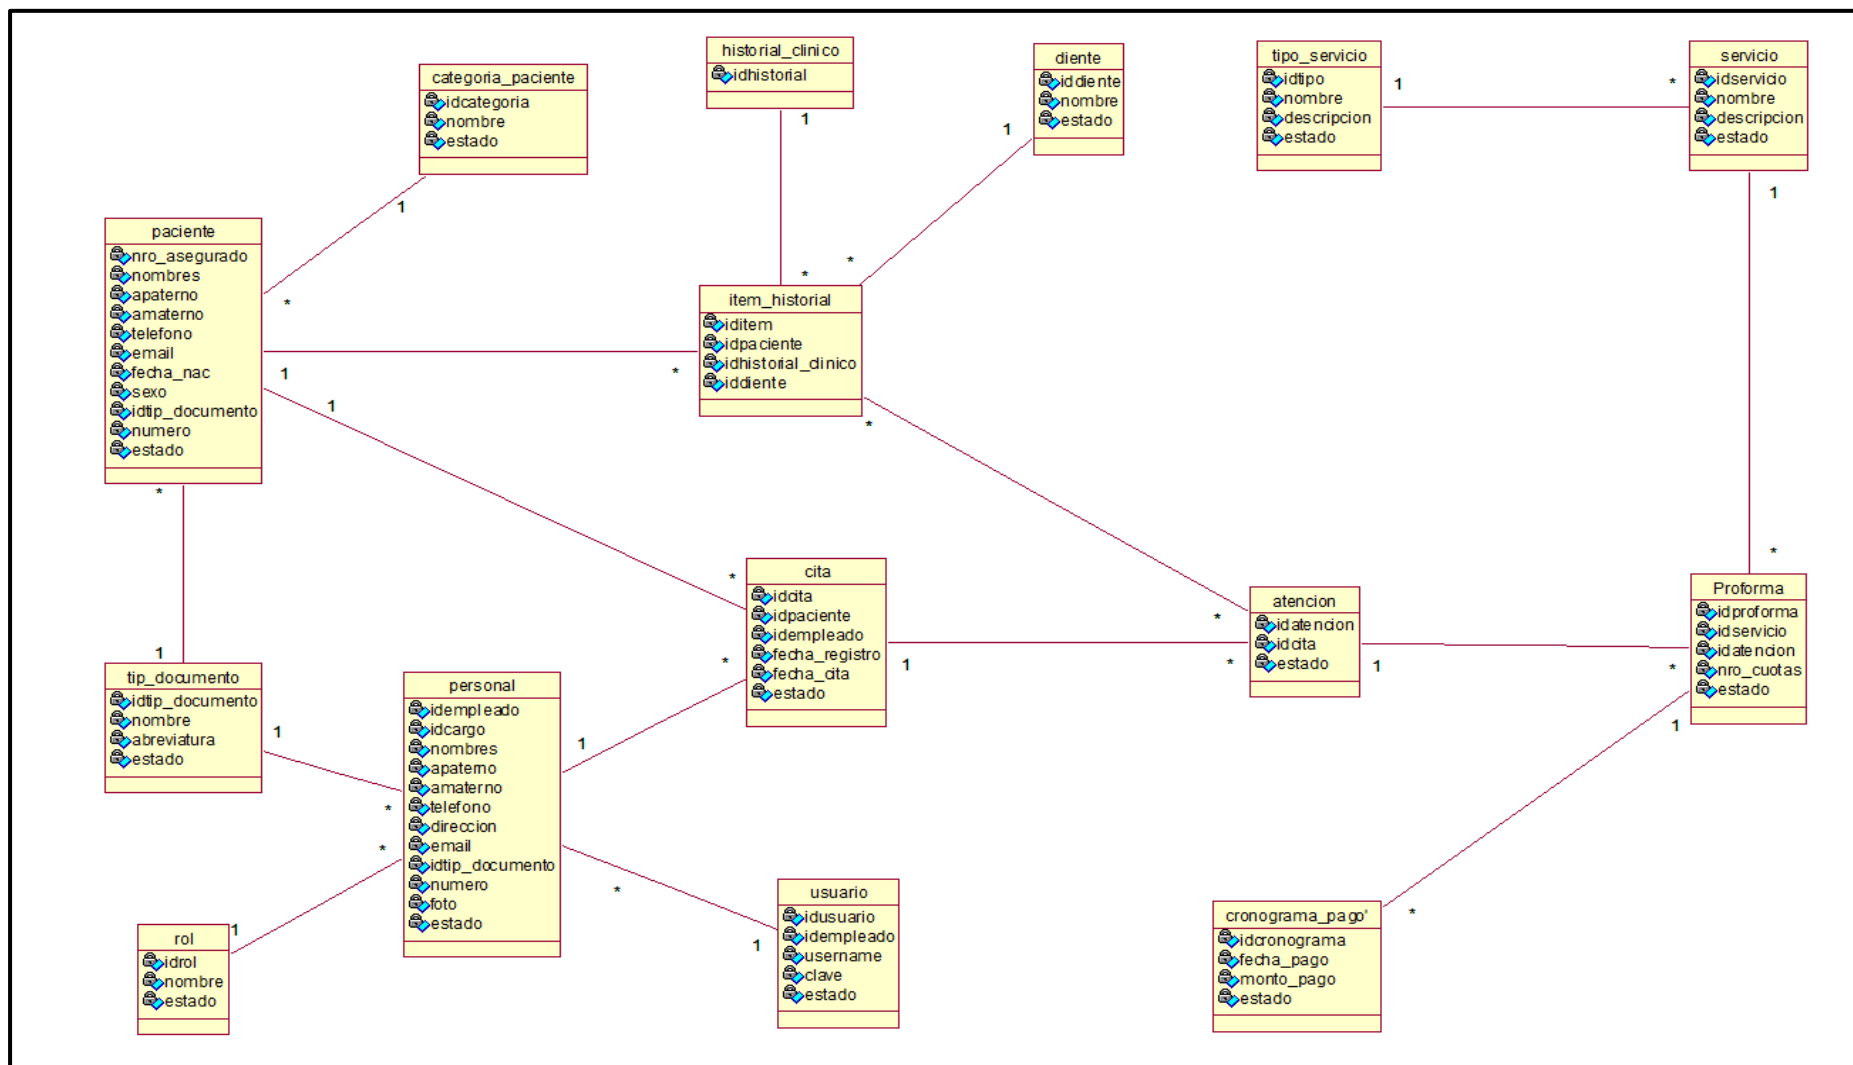 categoria_paciente
idcategoria
nombre
estado
historial_clinico
idhistorial
diente
iddiente
nombre
estado
tipo_servicio
idtipo
nombre
descripcion
estado
servicio
idservicio
nombre
descripcion
estado
1
*
1
1
1
*
1
*
*
*
paciente
nro_asegurado
nombres
apaterno
amaterno
telefono
email
fecha_nac
sexo
idtip_documento
numero
estado
item_historial
iditem
idpaciente
idhistorial_clinico
iddiente
1
*
1
*
*
*
*
*
1
1
*
cita
idcita
idpaciente
idempleado
fecha_registro
fecha_cita
estado
atencion
idatencion
idcita
estado
Proforma
idproforma
idservicio
idatencion
nro_cuotas
estado
*
1
*
1
*
1
tip_documento
idtip_documento
nombre
abreviatura
estado
1
*
personal
idempleado
idcargo
nombres
apaterno
amaterno
telefono
direccion
email
idtip_documento
numero
foto
estado
1
*
*
1
1
*
rol
idrol
nombre
estado
usuario
idusuario
idempleado
username
clave
estado
cronograma_pago'
idcronograma
fecha_pago
monto_pago
estado